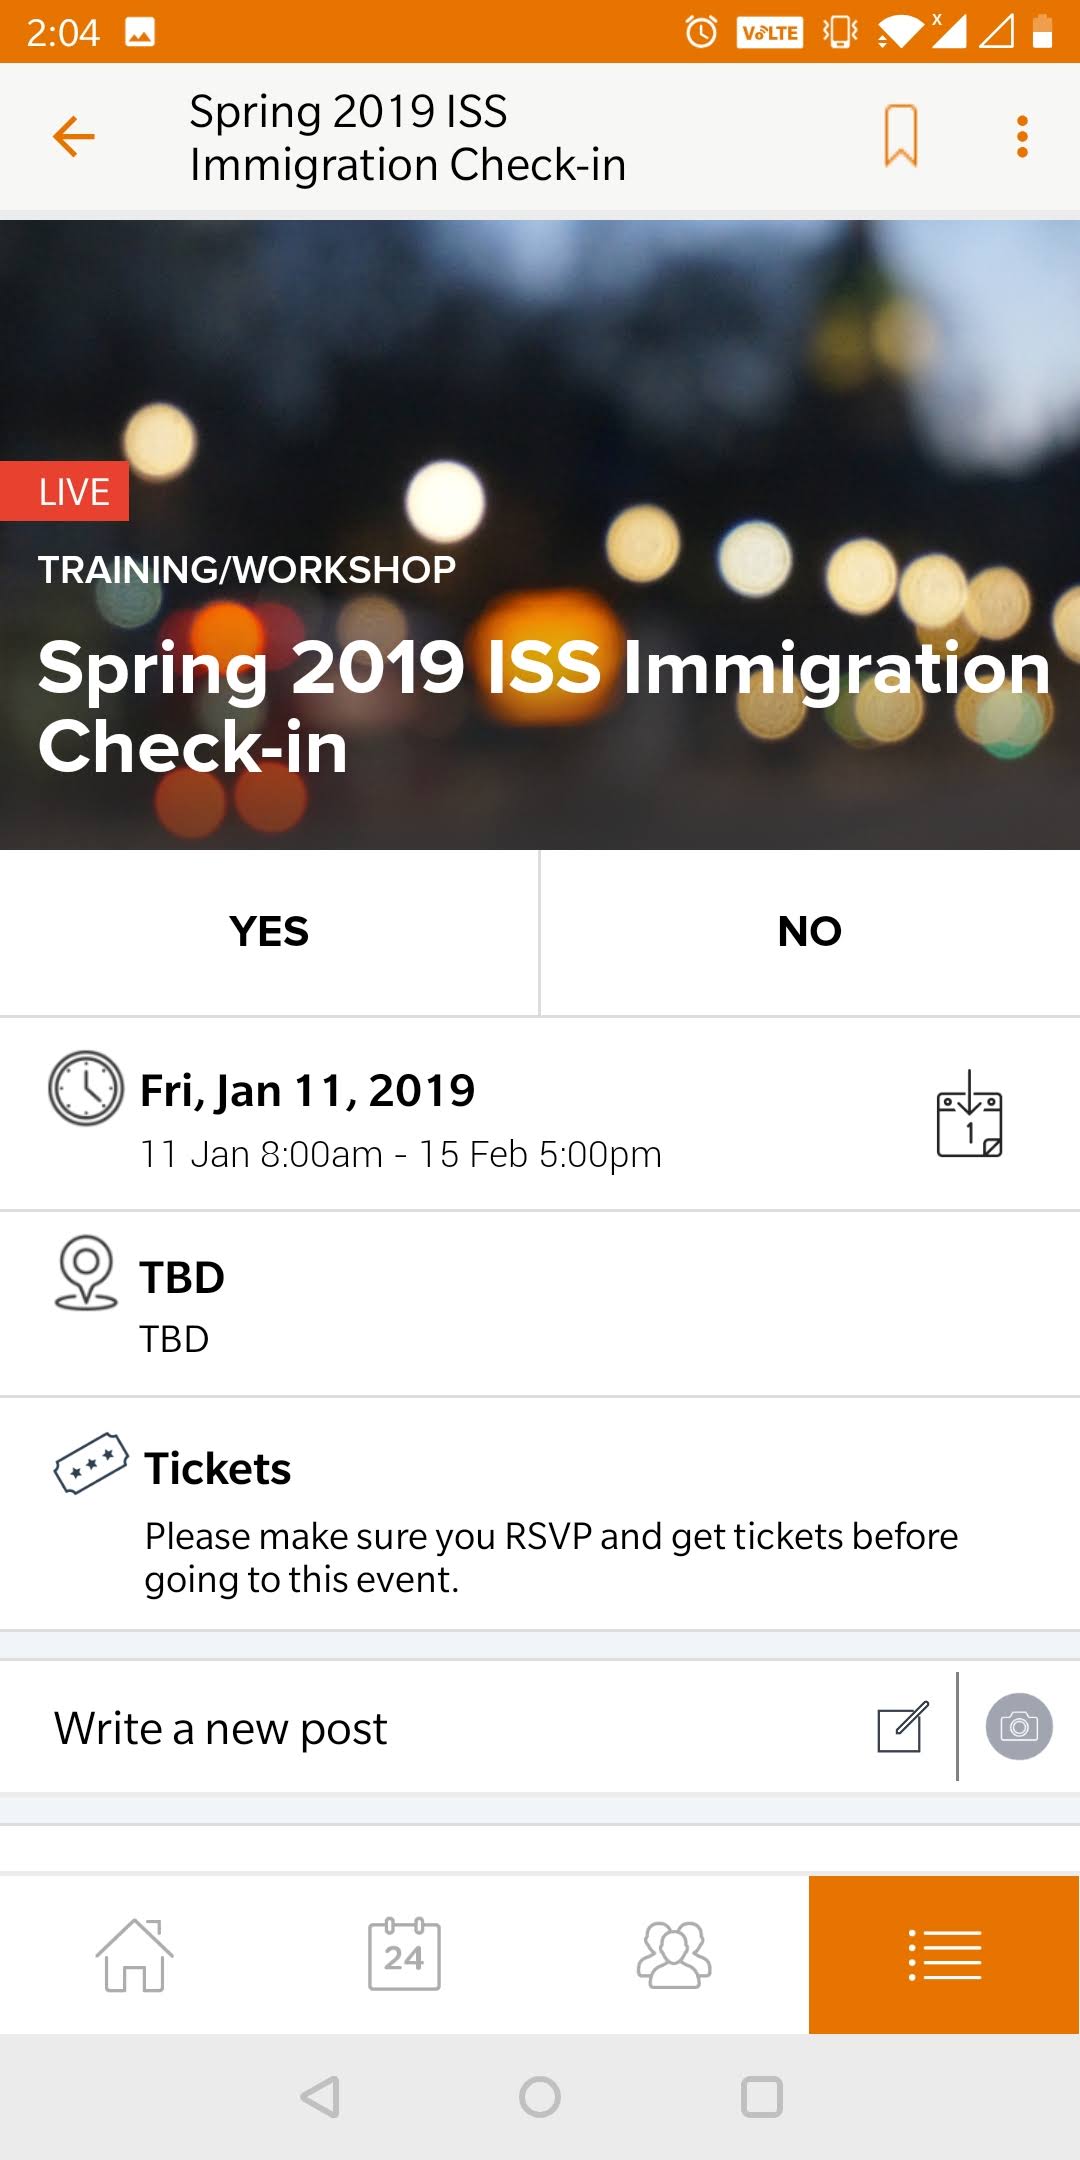 2:04
VoLTE
X
Spring 2019 ISS
Immigration Check-in
LIVE
TRAINING/WORKSHOP
Spring 2019 ISS Immigration
Check-in
YES
NO
Fri, Jan 11, 2019
11 Jan 8:00am - 15 Feb 5:00pm
1
TBD
TBD
Tickets
Please make sure you RSVP and get tickets before
going to this event.
Write a new post
24